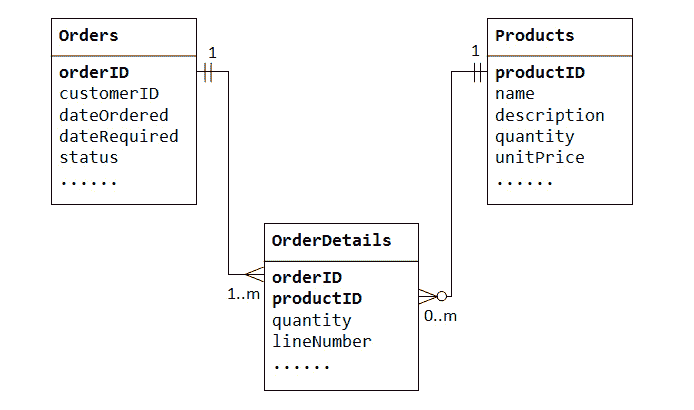 Orders
orderID
customerID
dateOrdered
dateRequired
status
......
1
1
Products
productID
name
description
quantity
unitPrice
......
OrderDetails
orderID
productID
quantity
lineNumber
......
1..m
0..m